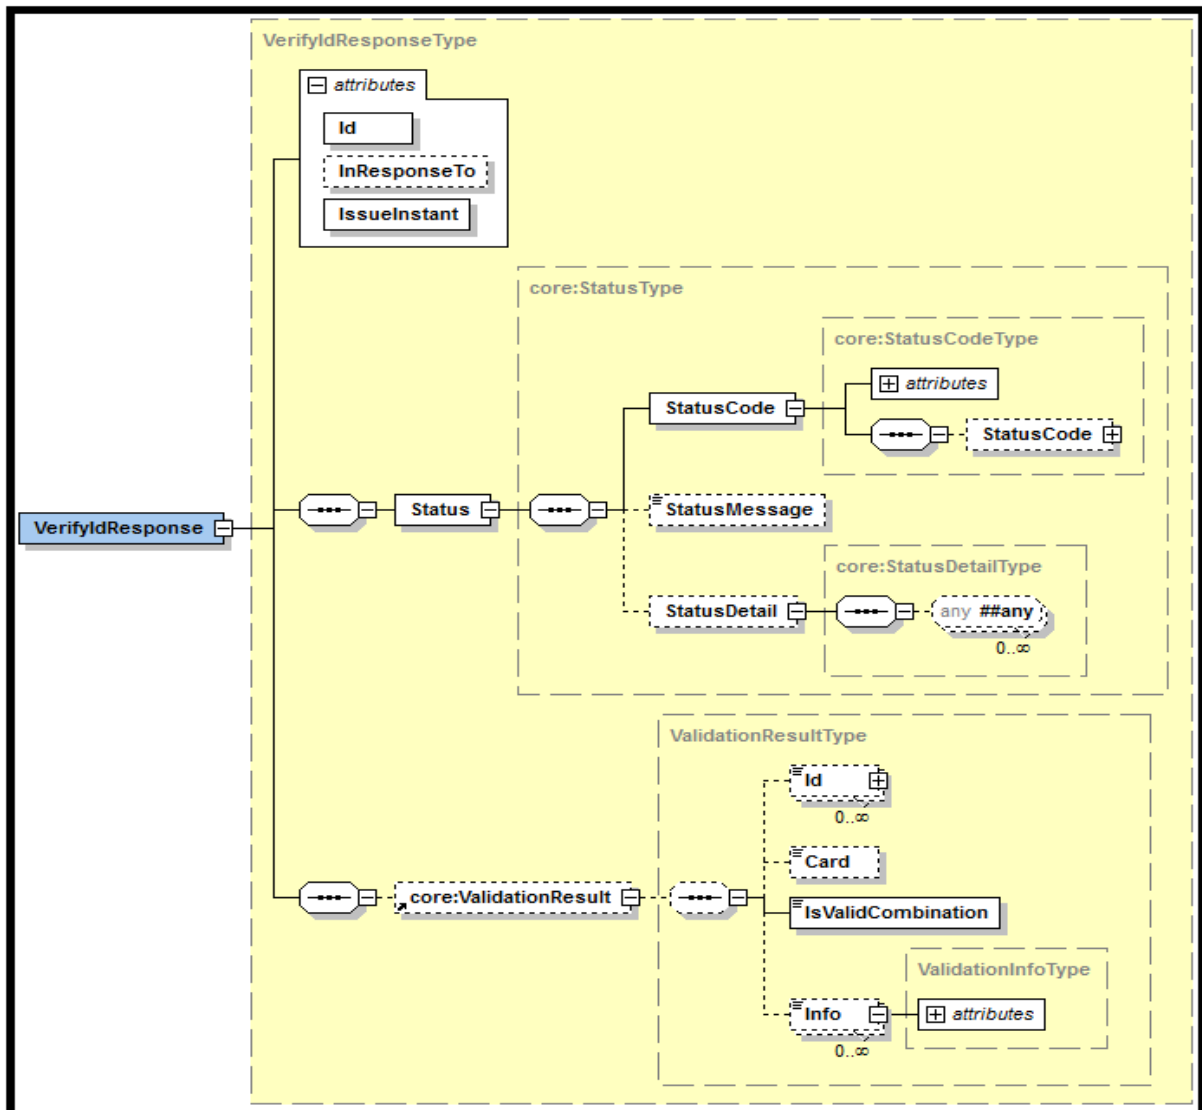 VerifyIdResponseType
attributes
Id
InResponseTo
IssueInstant
core:StatusType
core:StatusCodeType
attributes
StatusCode
StatusCode
Status
StatusMessage
VerifyIdResponse
core:StatusDetailType
StatusDetail
any ##any
0..∞
ValidationResultType
Id
0..∞
Card
core:ValidationResult
IsValidCombination
ValidationInfoType
Info
attributes
0..∞